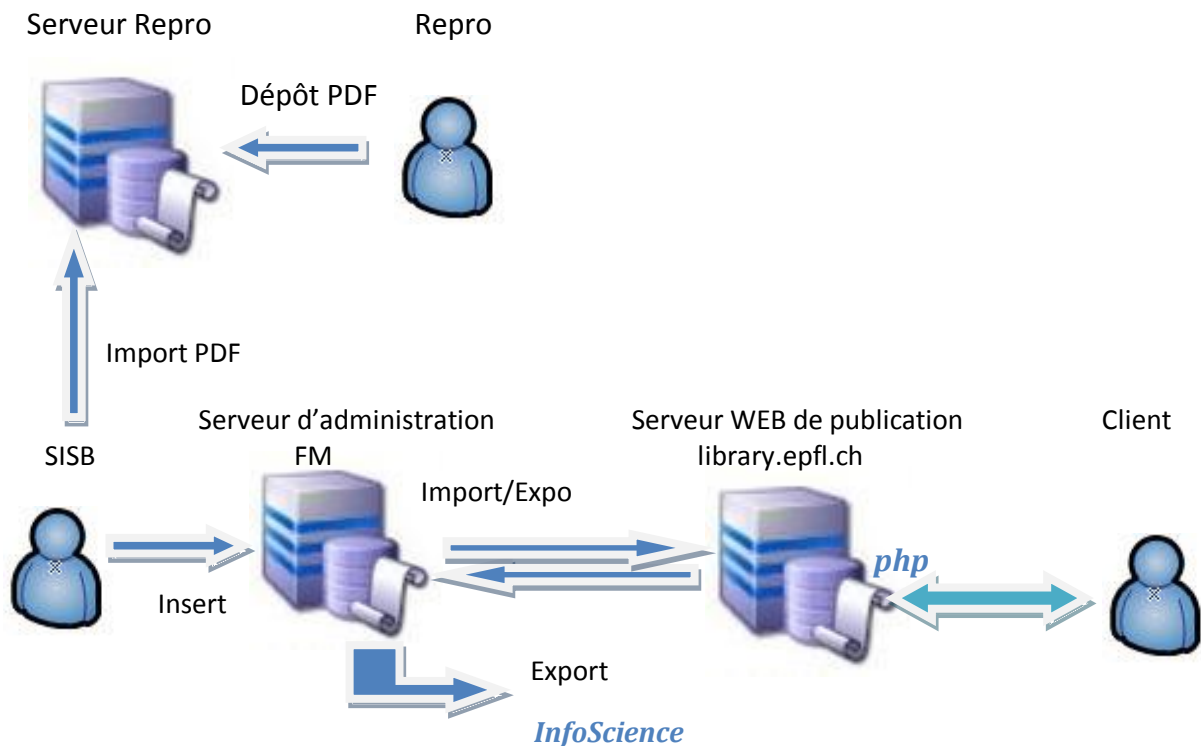 Serveur Repro
Repro
Dépôt PDF
Import PDF
SISB
Serveur d’administration
FM
Serveur WEB de publication
library.epfl.ch
Client
Import/Expo
php
Insert
Export
InfoScience